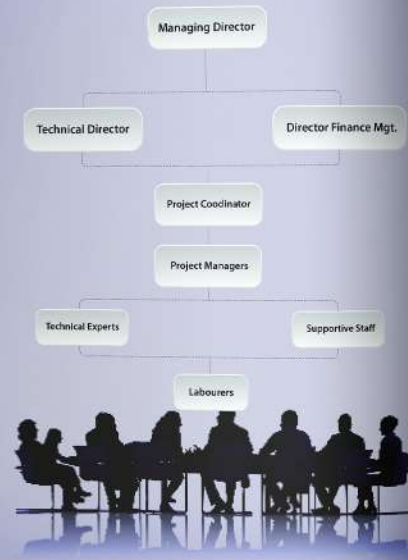 Managing Director
Technical Director
Director Finance Mgt.
Project Coodinator
Project Managers
Technical Experts
Supportive Staff
Labourers